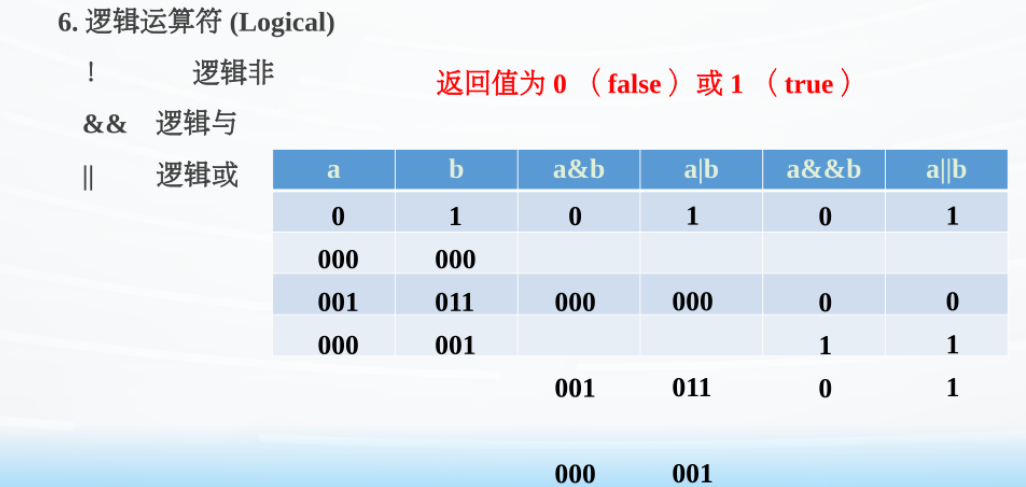 6. 逻辑运算符 (Logical)
! 逻辑非
返回值为 0 （false）或 1 （true）
&& 逻辑与
|| 逻辑或
a b a&b a|b a&&b a||b
0 1 0 1 0 1
000 000
001 011 000 000 0 0
000 001 1 1
001 011 0 1
000 001